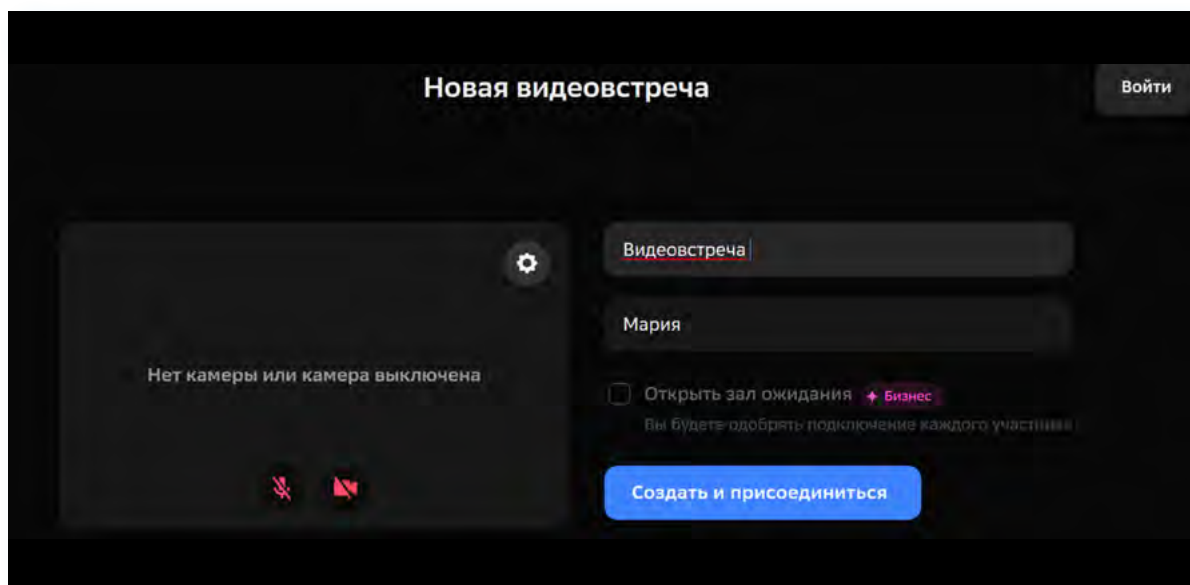 Новая видеовстреча
Войти
Видеовстреча
Мария
Нет камеры или камера выключена
Открыть зал ожидания Бизнес
Вы будете одобрять подключение каждого участника
Создать и присоединиться